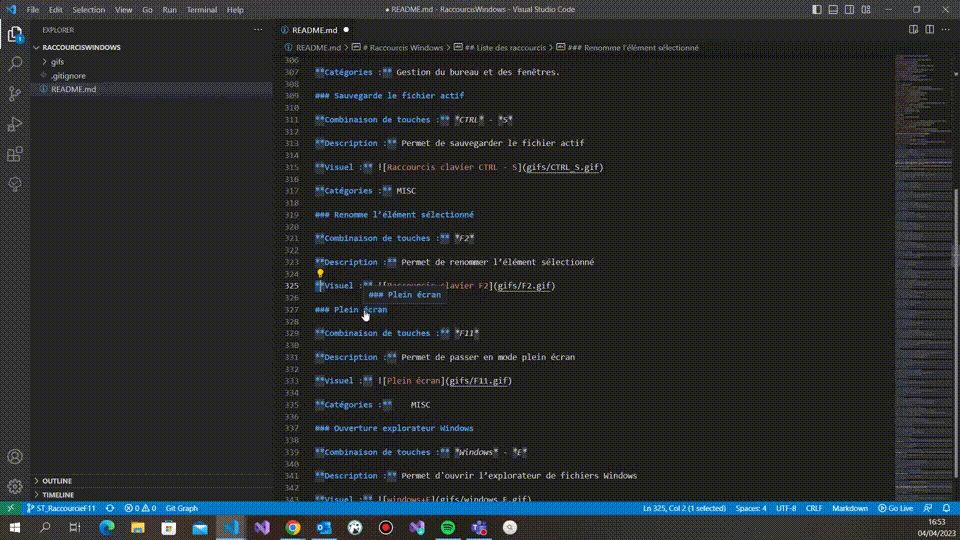 File Edit Selection View Go Run Terminal Help
● README.md - RaccourcisWindows - Visual Studio Code
EXPLORER
RACCOURCISWINDOWS
gifs
.gitignore
README.md
README.md
README.md > # Raccourcis Windows > ## Liste des raccourcis > ### Renomme l'élément sélectionné
306
307 **Catégories :** Gestion du bureau et des fenêtres.
308
309 ### Sauvegarde le fichier actif
310
311 **Combinaison de touches :** *CTRL* - *S*
312
313 **Description :** Permet de sauvegarder le fichier actif
314
315 **Visuel : ** ![Raccourcis clavier CTRL - S](gifs/CTRL_S.gif)
316
317 **Catégories :** MISC
318
319 ### Renomme l'élément sélectionné
320
321 **Combinaison de touches :** *F2*
322
323 **Description :** Permet de renommer l'élément sélectionné
324
325 **Visuel : ** ![Raccourcis clavier F2](gifs/F2.gif)
### Plein écran
326
327 ### Plein écran
328
329 **Combinaison de touches :** *F11*
330
331 **Description :** Permet de passer en mode plein écran
332
333 **Visuel : ** ![Plein écran](gifs/F11.gif)
334
335 **Catégories :** MISC
336
337 ### Ouverture explorateur Windows
338
339 **Combinaison de touches :** *Windows* - *E*
340
341 **Description :** Permet d'ouvrir l'explorateur de fichiers Windows
342
343 **Visuel : ** ![Windows+E](gifs/windows_E.gif)
OUTLINE
TIMELINE
ST_RaccourcieF11 0 0 Git Graph
Ln 325, Col 2 (1 selected) Spaces: 4 UTF-8 CRLF Markdown Go Live
16:53
04/04/2023